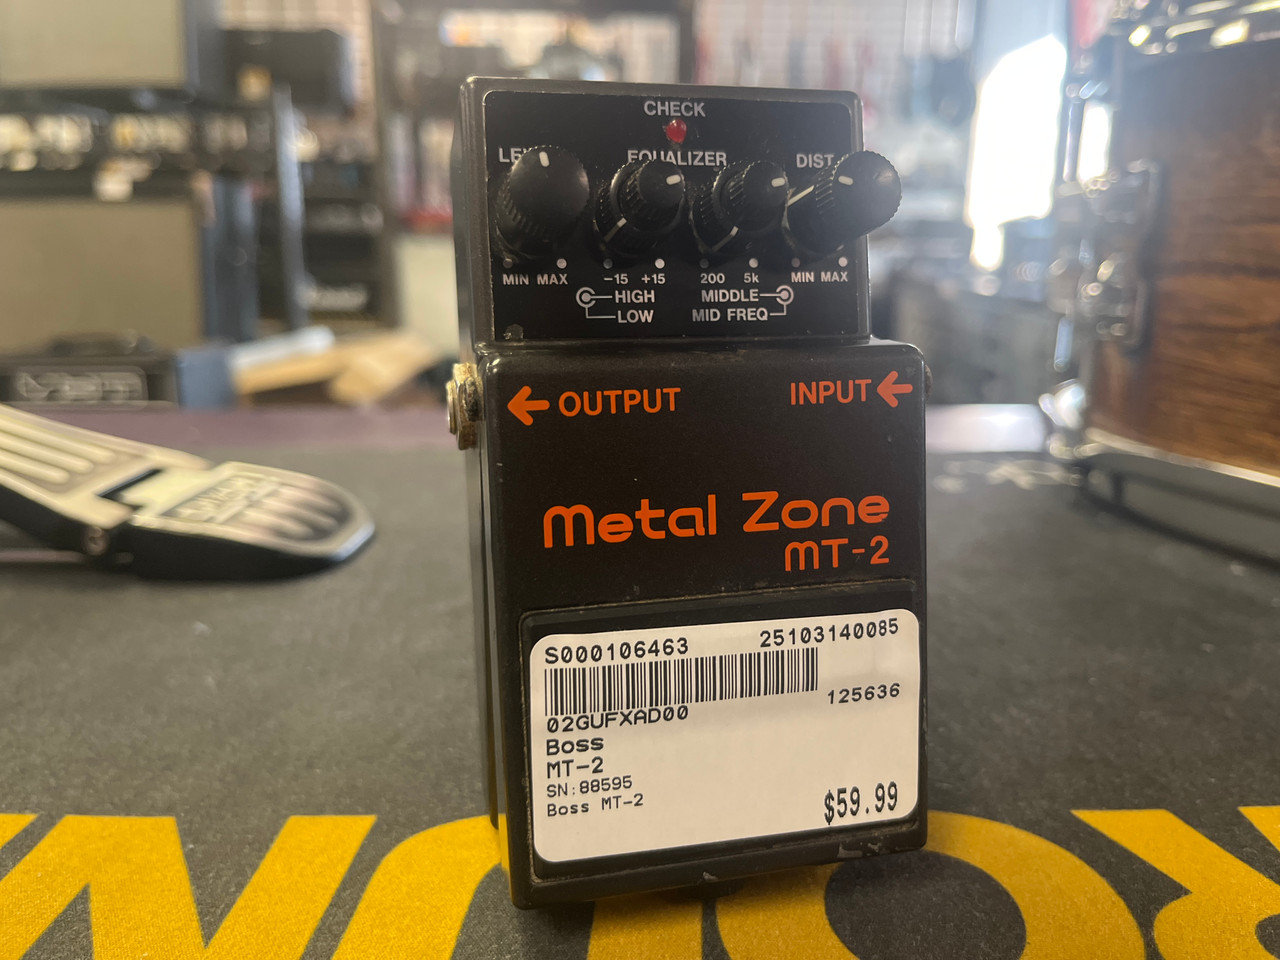 CHECK
EQUALIZER
DIST
MIN MAX
-15 +15
200 5k
MIN MAX
HIGH
MIDDLE
LOW
MID FREQ
OUTPUT
INPUT
Metal Zone
MT-2
S000106463
25103140085
125636
02GUFXAD00
Boss
MT-2
SN:88595
Boss MT-2
$59.99